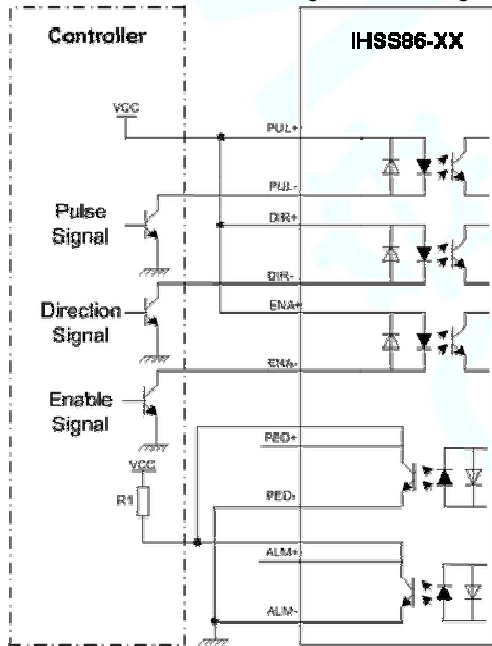 Controller
IHSS86-XX
VCC
PUL+
PUL-
Pulse
Signal
DIR+
DIR-
Direction
Signal
ENA+
ENA-
Enable
Signal
VCC
PED+
R1
PED-
ALM+
ALM-